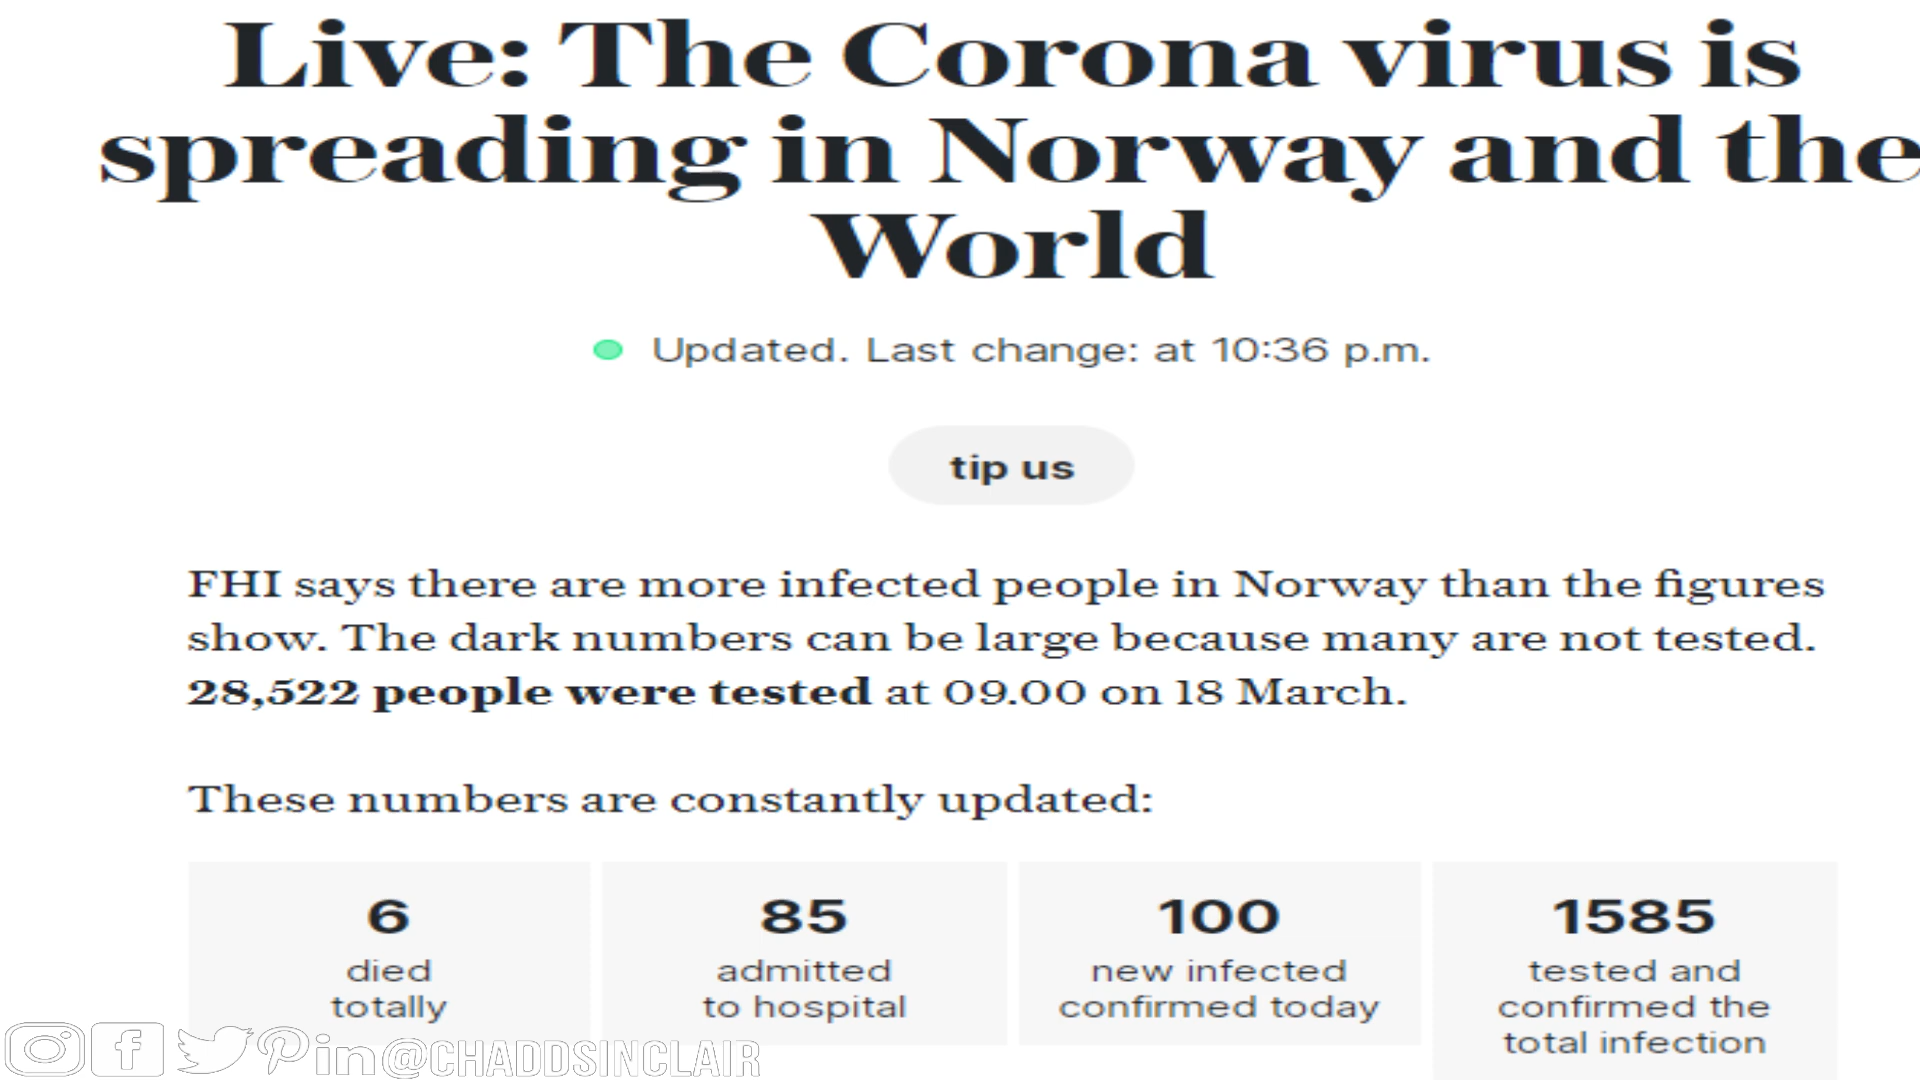 Live: The Corona virus is
spreading in Norway and the
World
Updated. Last change: at 10:36 p.m.
tip us
FHI says there are more infected people in Norway than the figures
show. The dark numbers can be large because many are not tested.
28,522 people were tested at 09.00 on 18 March.
These numbers are constantly updated:
6
died
totally
85
admitted
to hospital
100
new infected
confirmed today
1585
tested and
confirmed the
total infection
in@CHADDSINCLAIR